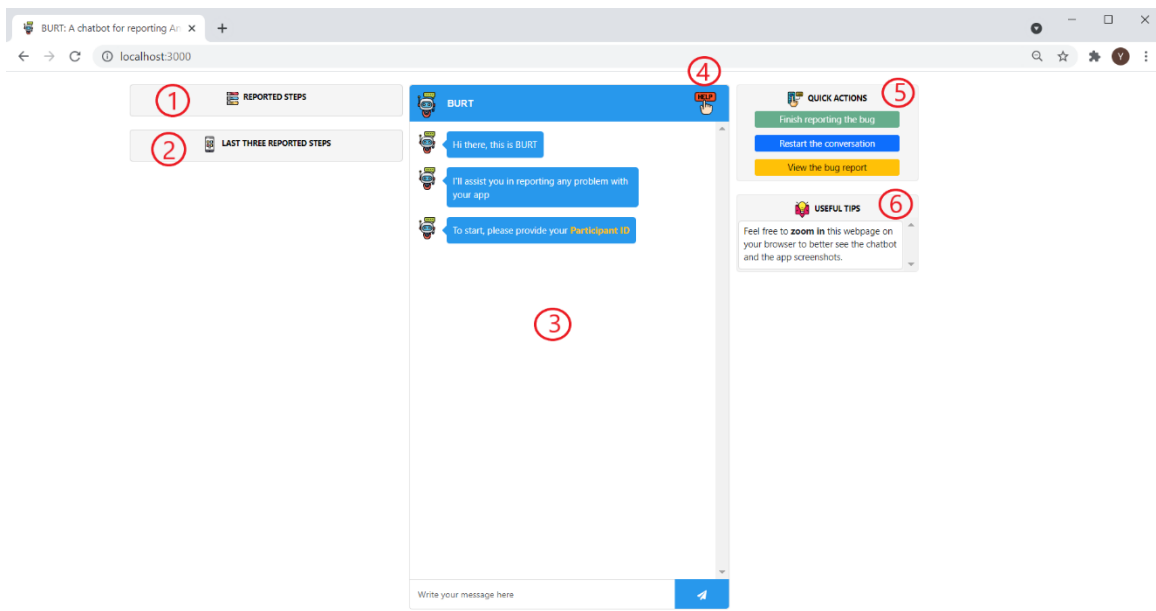 BURT: A chatbot for reporting An
localhost:3000
Y
1
REPORTED STEPS
2
LAST THREE REPORTED STEPS
4
BURT
HELP
Hi there, this is BURT
I'll assist you in reporting any problem with
your app
To start, please provide your Participant ID
3
Write your message here
5
QUICK ACTIONS
Finish reporting the bug
Restart the conversation
View the bug report
6
USEFUL TIPS
Feel free to zoom in this webpage on
your browser to better see the chatbot
and the app screenshots.